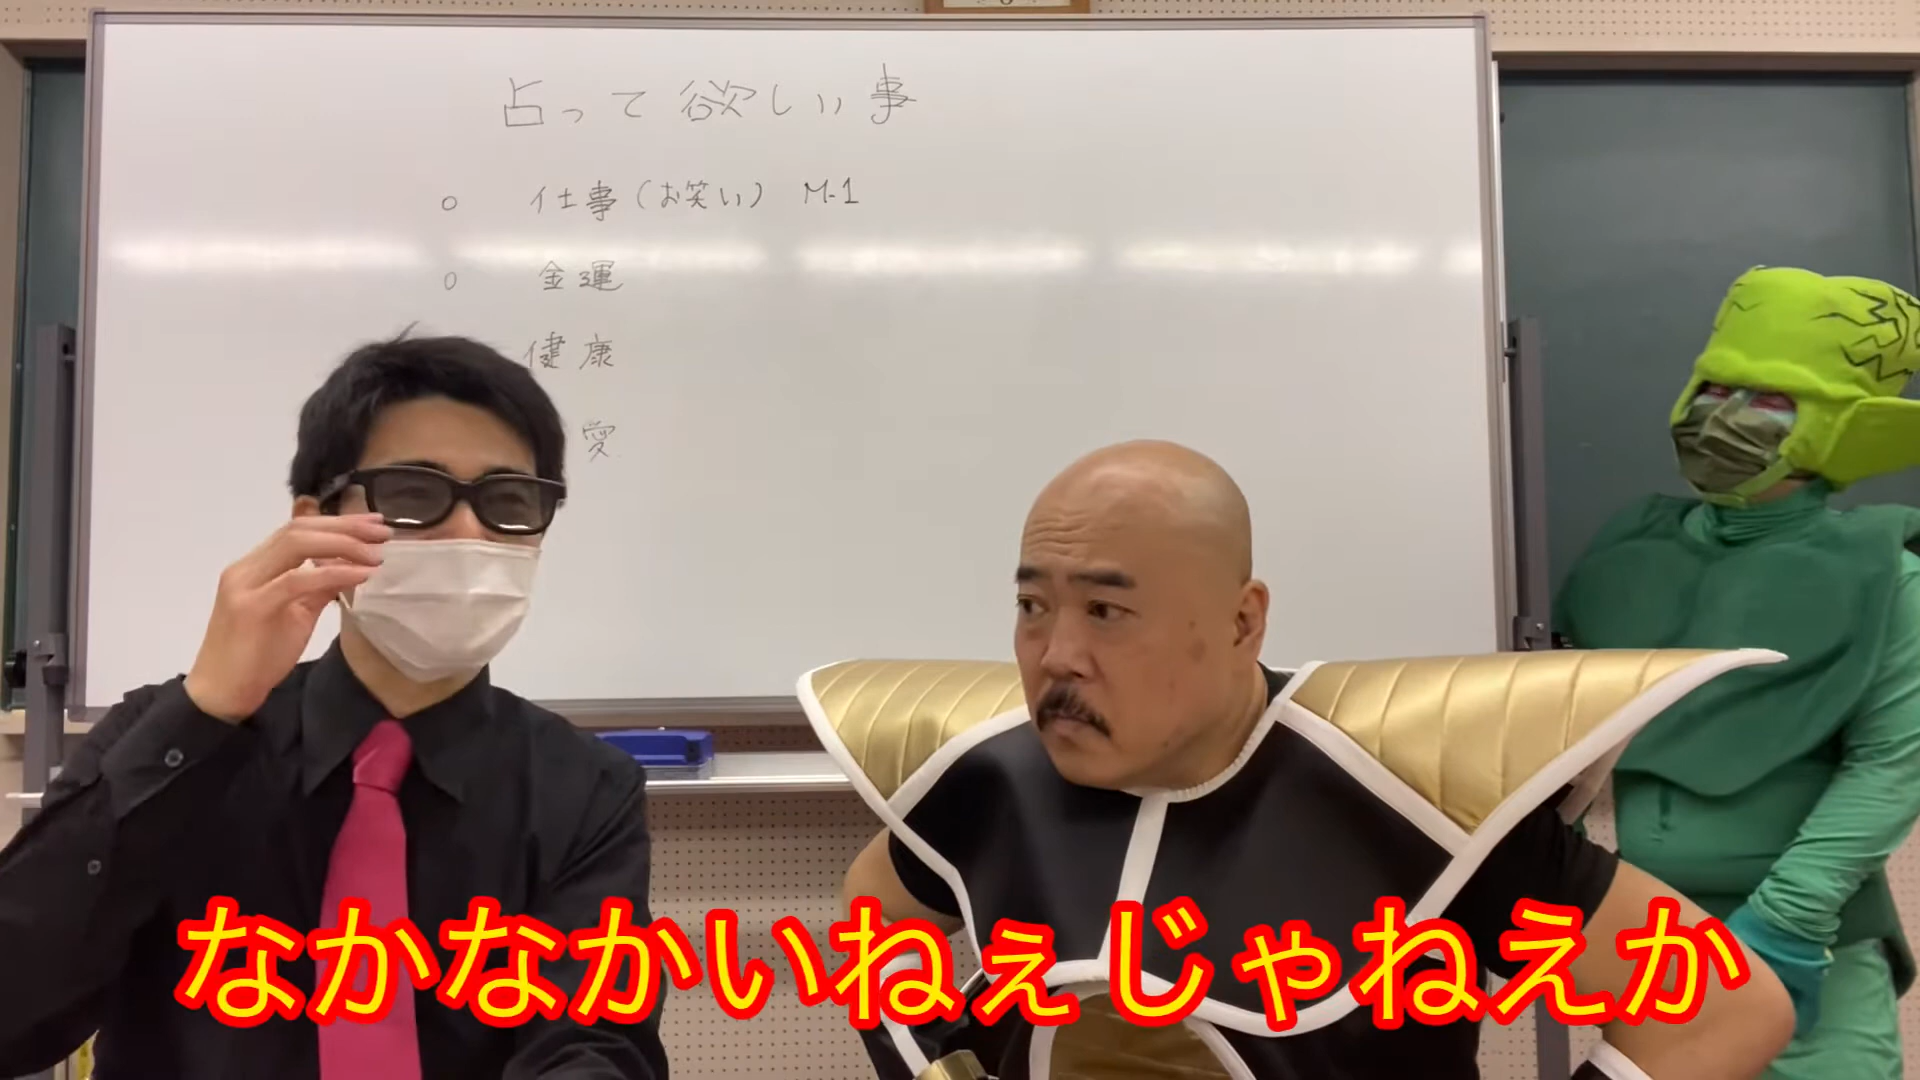 占って欲しい事
○ 仕事(お笑い) M-1
○ 金運
健康
愛
なかなかいねぇじゃねえか